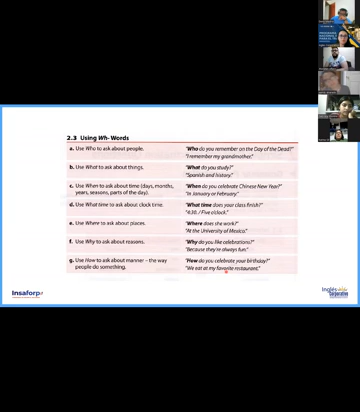 2.3 Using Wh- Words
a. Use Who to ask about people.
"Who do you remember on the Day of the Dead?"
"I remember my grandmother."
b. Use What to ask about things.
"What do you study?"
"Spanish and history."
c. Use When to ask about time (days, months,
years, seasons, parts of the day).
"When do you celebrate Chinese New Year?"
"In January or February."
d. Use What time to ask about clock time.
"What time does your class finish?"
"4:30. / Five o'clock."
e. Use Where to ask about places.
"Where does she work?"
"At the University of Mexico."
f. Use Why to ask about reasons.
"Why do you like celebrations?"
"Because they're always fun."
g. Use How to ask about manner – the way
people do something.
"How do you celebrate your birthday?"
"We eat at my favorite restaurant."
Insaforp
inglés
corporativo